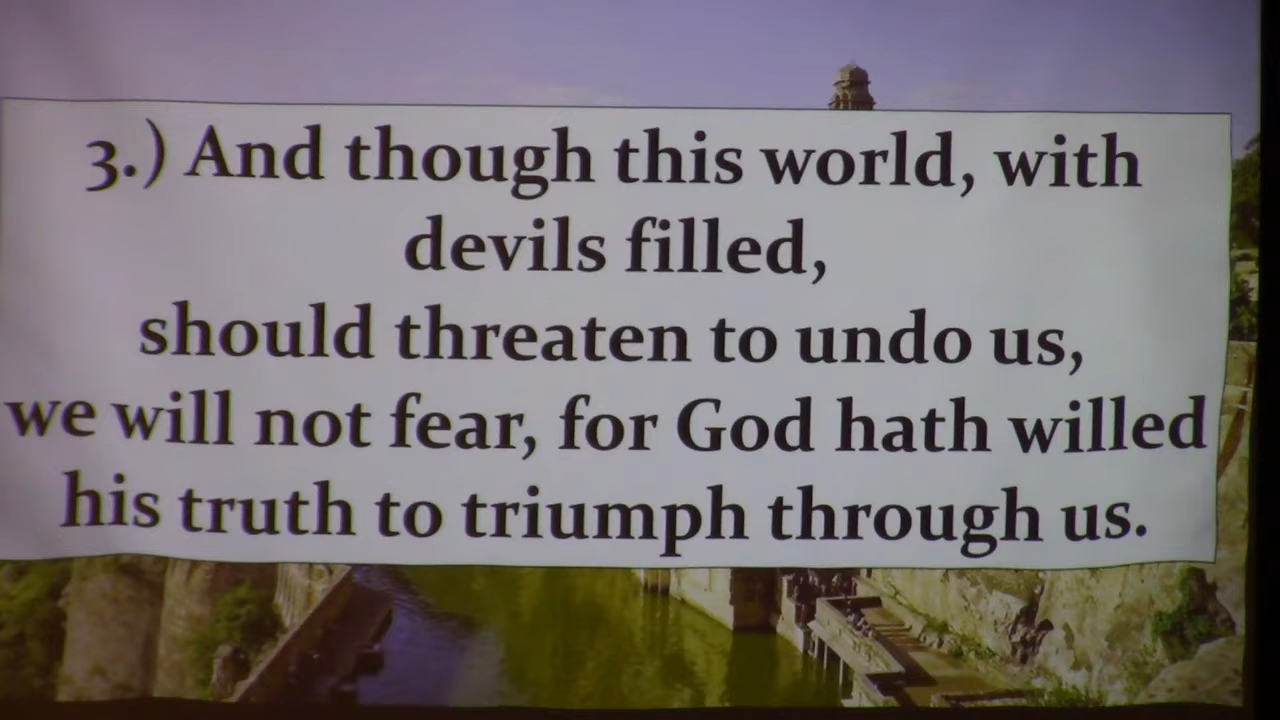 3.) And though this world, with
devils filled,
should threaten to undo us,
we will not fear, for God hath willed
his truth to triumph through us.